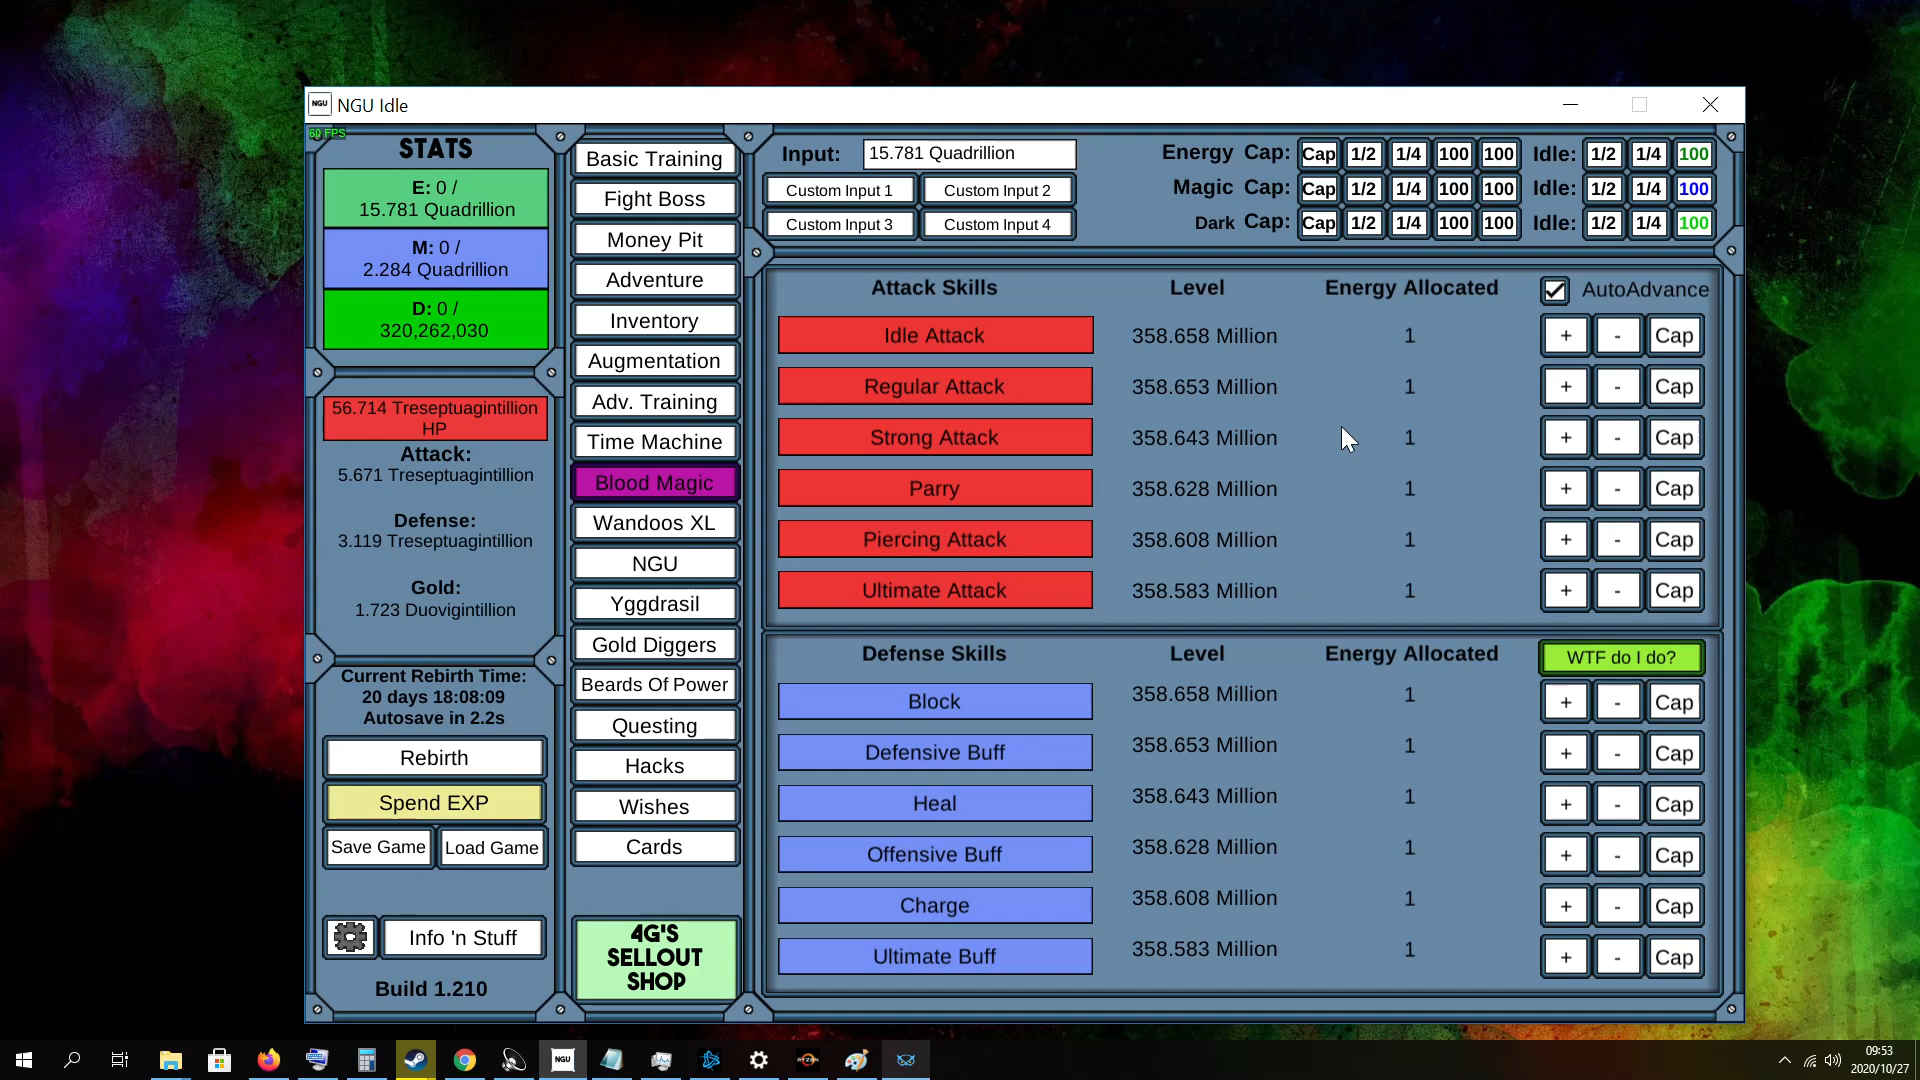 NGU NGU Idle
60 FPS
STATS
E: 0 /
15.781 Quadrillion
M: 0 /
2.284 Quadrillion
D: 0 /
320,262,030
56.714 Treseptuagintillion
HP
Attack:
5.671 Treseptuagintillion
Defense:
3.119 Treseptuagintillion
Gold:
1.723 Duovigintillion
Current Rebirth Time:
20 days 18:08:09
Autosave in 2.2s
Rebirth
Spend EXP
Save Game Load Game
Info 'n Stuff
Build 1.210
Basic Training
Fight Boss
Money Pit
Adventure
Inventory
Augmentation
Adv. Training
Time Machine
Blood Magic
Wandoos XL
NGU
Yggdrasil
Gold Diggers
Beards Of Power
Questing
Hacks
Wishes
Cards
4G'S
SELLOUT
SHOP
Input: 15.781 Quadrillion
Custom Input 1 Custom Input 2
Custom Input 3 Custom Input 4
Energy Cap: Cap 1/2 1/4 100 100 Idle: 1/2 1/4 100
Magic Cap: Cap 1/2 1/4 100 100 Idle: 1/2 1/4 100
Dark Cap: Cap 1/2 1/4 100 100 Idle: 1/2 1/4 100
Attack Skills Level Energy Allocated AutoAdvance
Idle Attack 358.658 Million 1 + - Cap
Regular Attack 358.653 Million 1 + - Cap
Strong Attack 358.643 Million 1 + - Cap
Parry 358.628 Million 1 + - Cap
Piercing Attack 358.608 Million 1 + - Cap
Ultimate Attack 358.583 Million 1 + - Cap
Defense Skills Level Energy Allocated WTF do I do?
Block 358.658 Million 1 + - Cap
Defensive Buff 358.653 Million 1 + - Cap
Heal 358.643 Million 1 + - Cap
Offensive Buff 358.628 Million 1 + - Cap
Charge 358.608 Million 1 + - Cap
Ultimate Buff 358.583 Million 1 + - Cap
NGU
RYZEN
09:53
2020/10/27